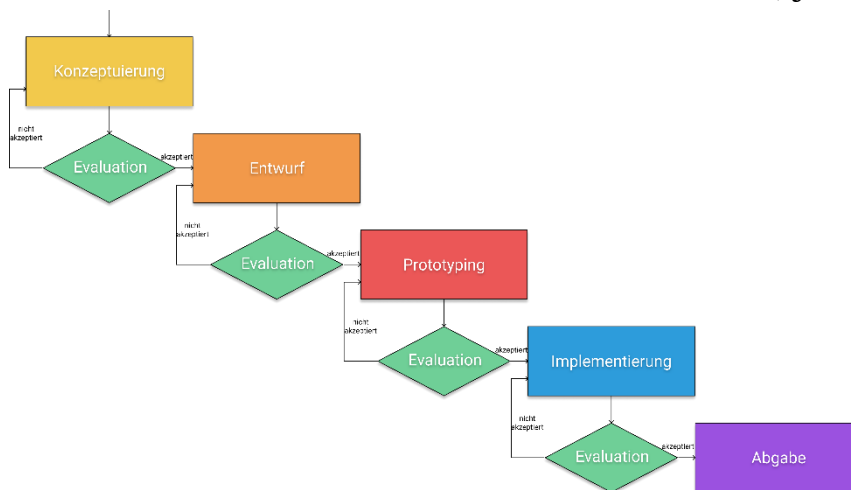 Konzeptuierung
nicht
akzeptiert
Evaluation
akzeptiert
Entwurf
nicht
akzeptiert
Evaluation
akzeptiert
Prototyping
nicht
akzeptiert
Evaluation
akzeptiert
Implementierung
nicht
akzeptiert
Evaluation
akzeptiert
Abgabe